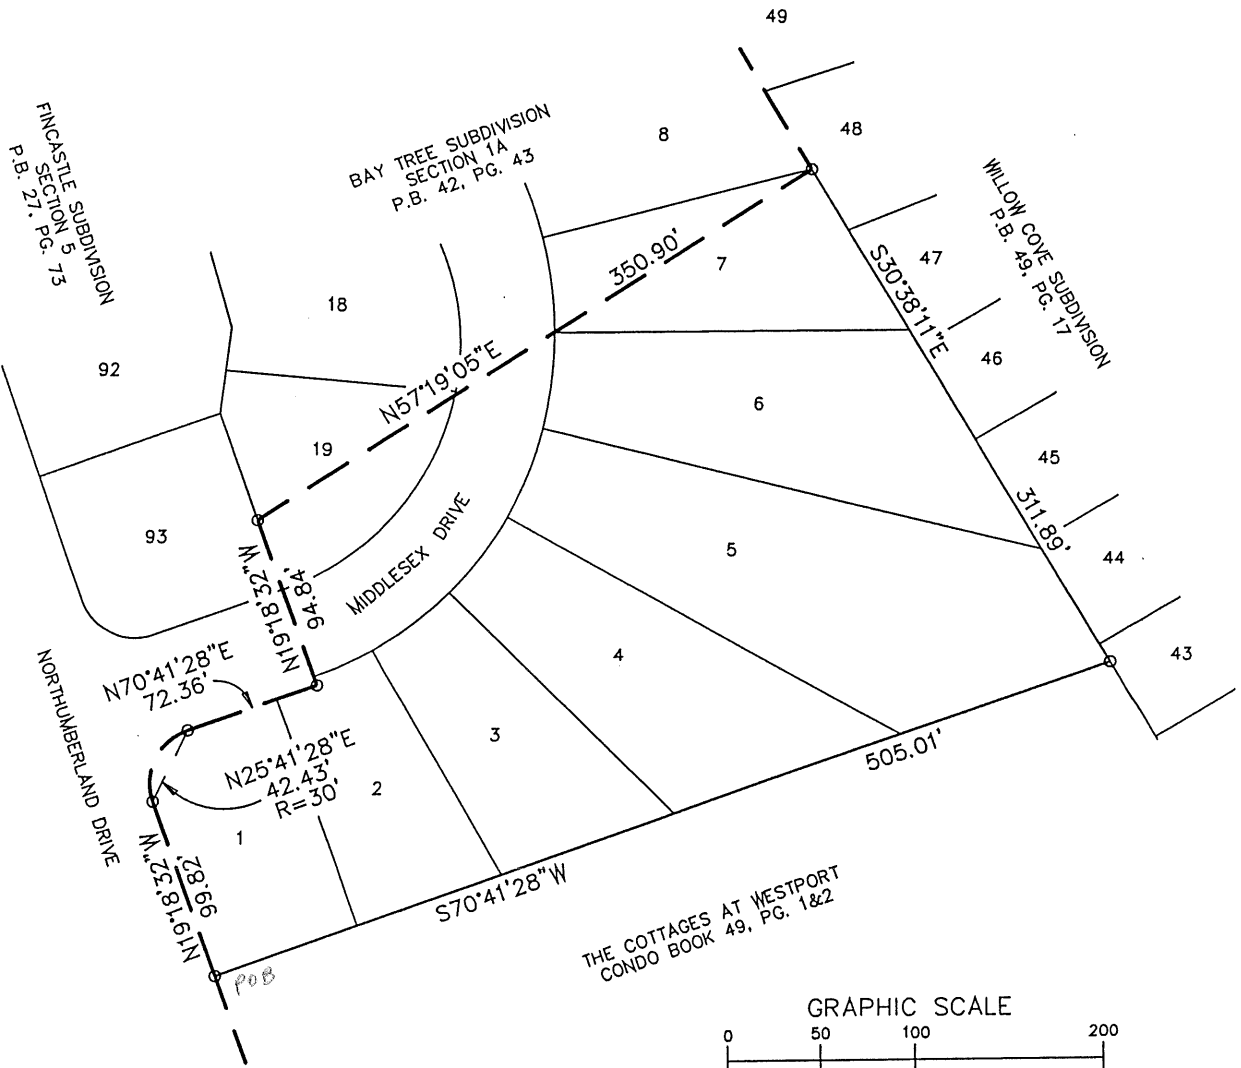 49
8
48
BAY TREE SUBDIVISION
SECTION 1A
P.B. 42, PG. 43
FINCASTLE SUBDIVISION
SECTION 5
P.B. 27, PG. 73
WILLOW COVE SUBDIVISION
P.B. 49, PG. 17
350.90'
7
47
S30°38'11"E
18
46
92
N57°19'05"E
6
19
45
93
311.89'
5
44
MIDDLESEX DRIVE
N19°18'32"W
94.84'
4
43
N70°41'28"E
72.36'
NORTHUMBERLAND DRIVE
3
505.01'
N25°41'28"E
42.43'
R=30'
2
1
N19°18'32"W
99.82'
S70°41'28"W
THE COTTAGES AT WESTPORT
CONDO BOOK 49, PG. 1&2
POB
GRAPHIC SCALE
0 50 100 200